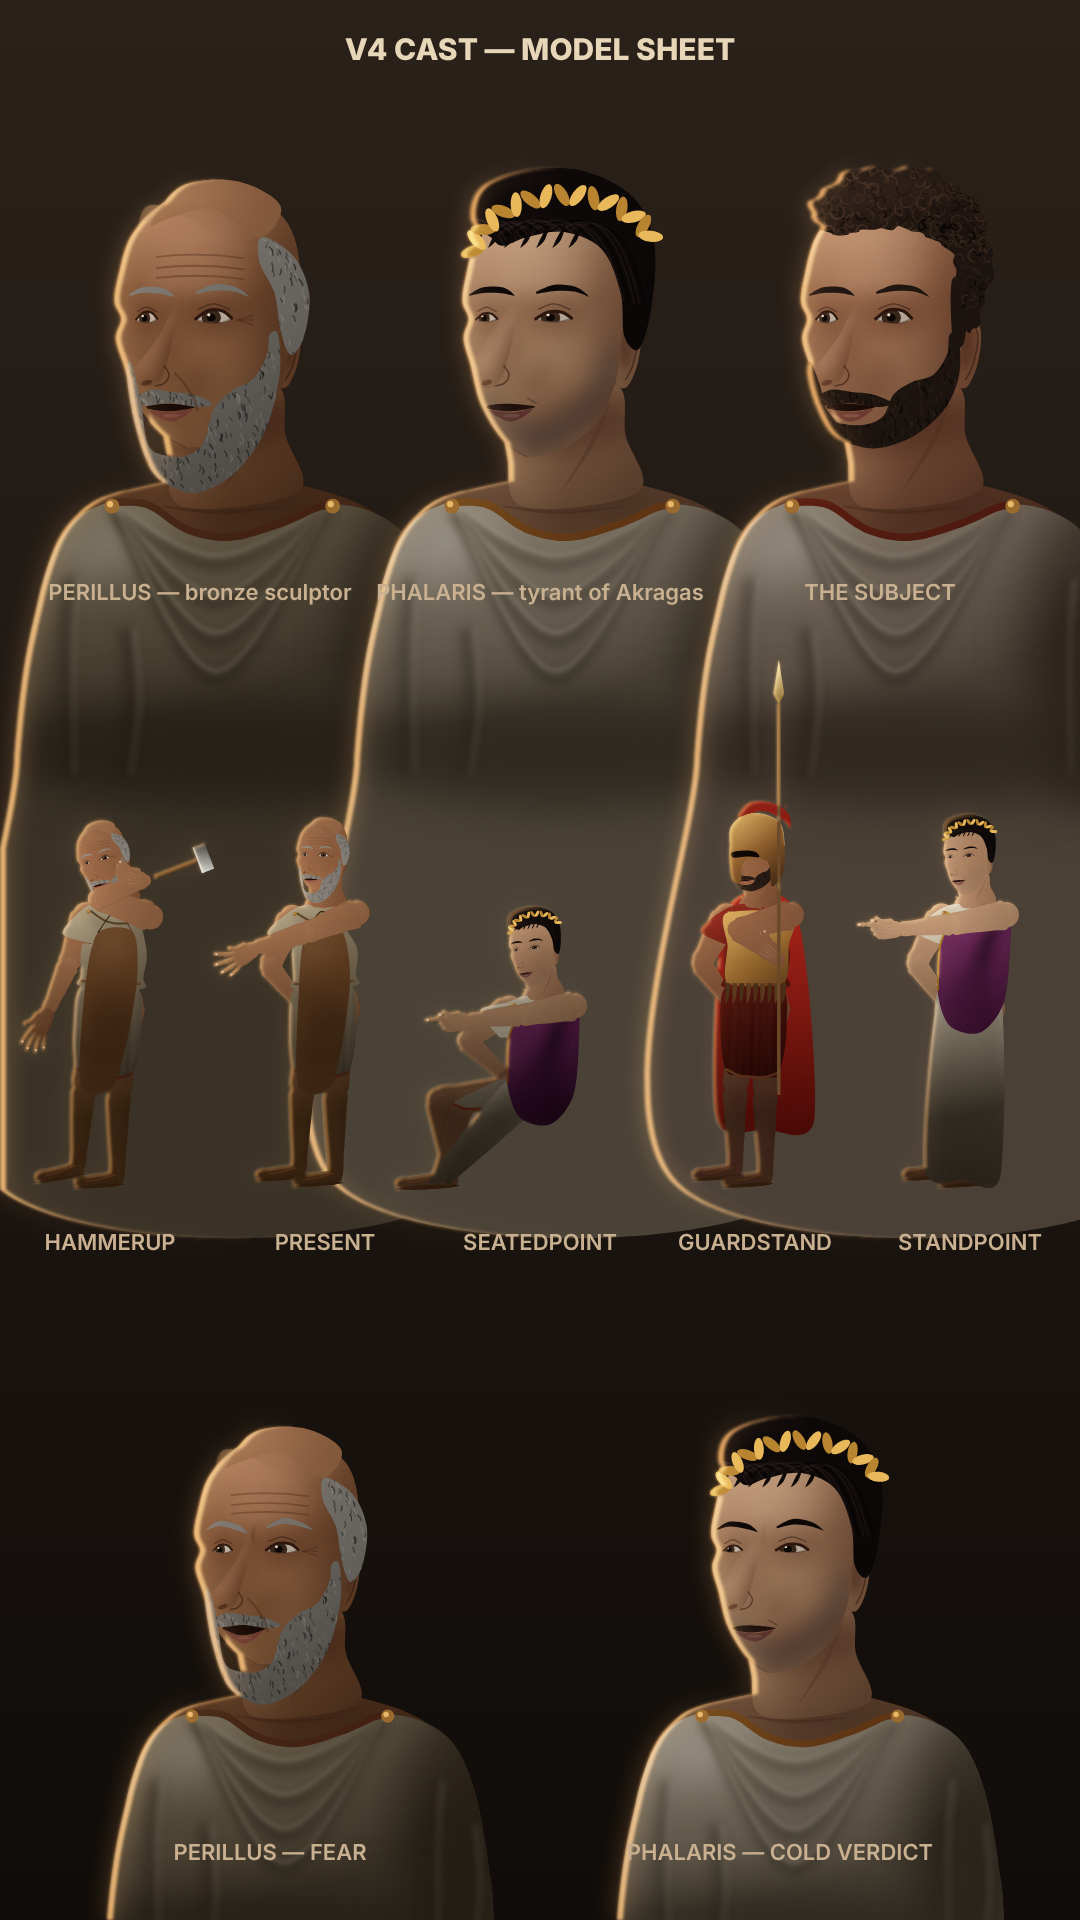 V4 CAST — MODEL SHEET
PERILLUS — bronze sculptor
PHALARIS — tyrant of Akragas
THE SUBJECT
HAMMERUP
PRESENT
SEATEDPOINT
GUARDSTAND
STANDPOINT
PERILLUS — FEAR
PHALARIS — COLD VERDICT